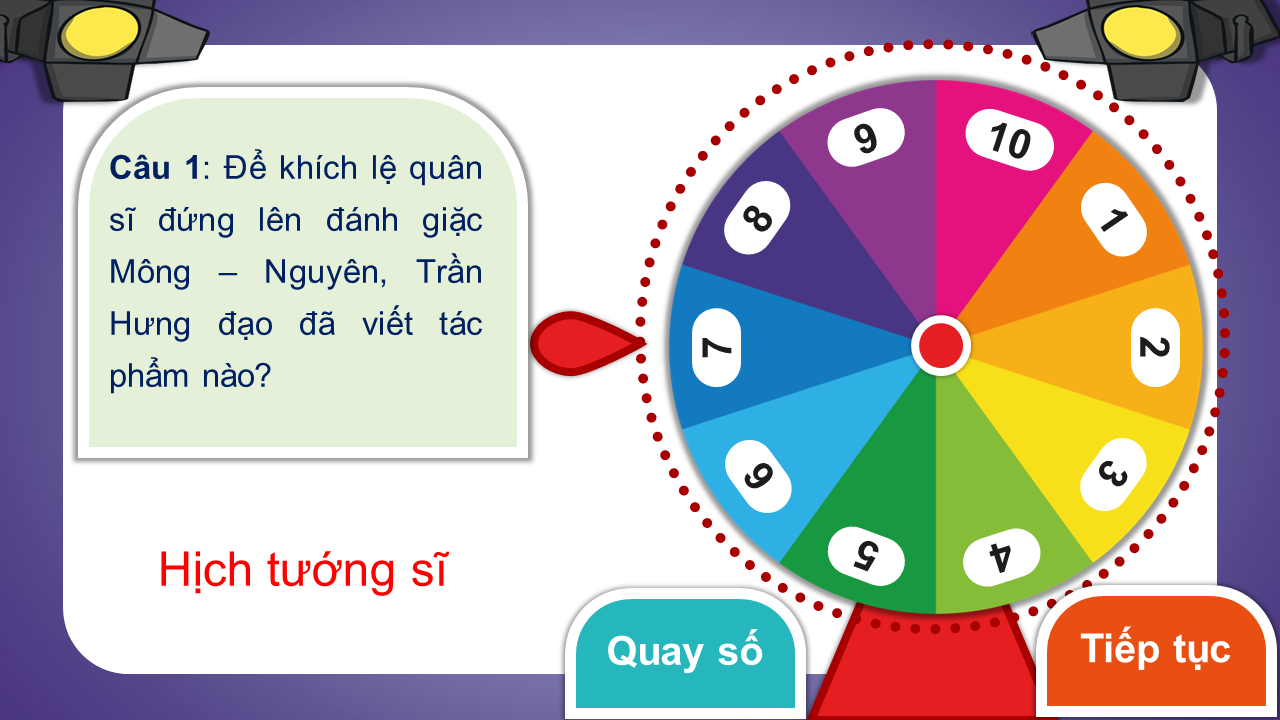 Câu 1: Để khích lệ quân
sĩ đứng lên đánh giặc
Mông – Nguyên, Trần
Hưng đạo đã viết tác
phẩm nào?
Hịch tướng sĩ
9
10
8
1
7
2
6
3
5
4
Quay số
Tiếp tục